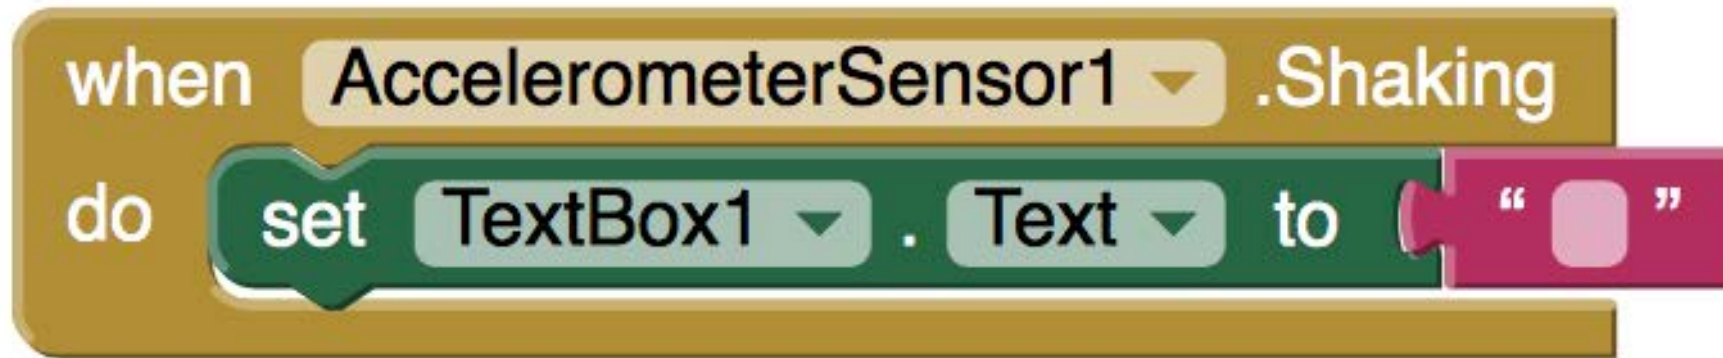 when AccelerometerSensor1 .Shaking
do set TextBox1 . Text to “ ”